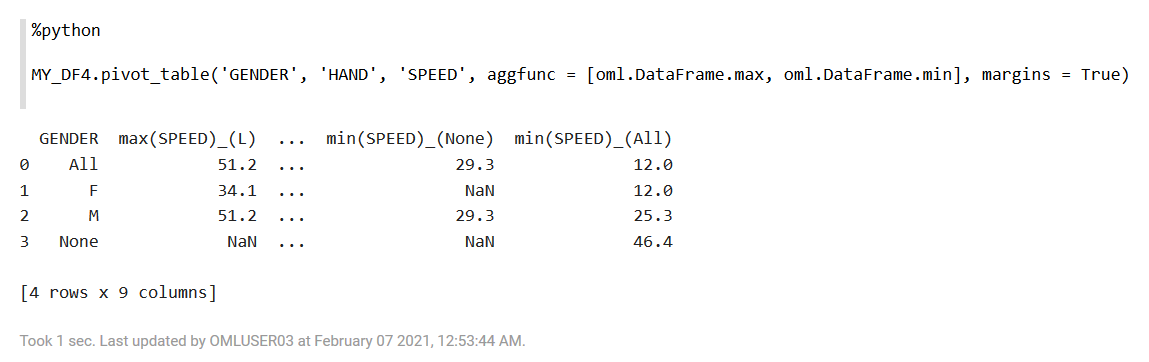 %python
MY_DF4.pivot_table('GENDER', 'HAND', 'SPEED', aggfunc = [oml.DataFrame.max, oml.DataFrame.min], margins = True)
GENDER max(SPEED)_(L) ... min(SPEED)_(None) min(SPEED)_(All)
0 All 51.2 ... 29.3 12.0
1 F 34.1 ... NaN 12.0
2 M 51.2 ... 29.3 25.3
3 None NaN ... NaN 46.4
[4 rows x 9 columns]
Took 1 sec. Last updated by OMLUSER03 at February 07 2021, 12:53:44 AM.